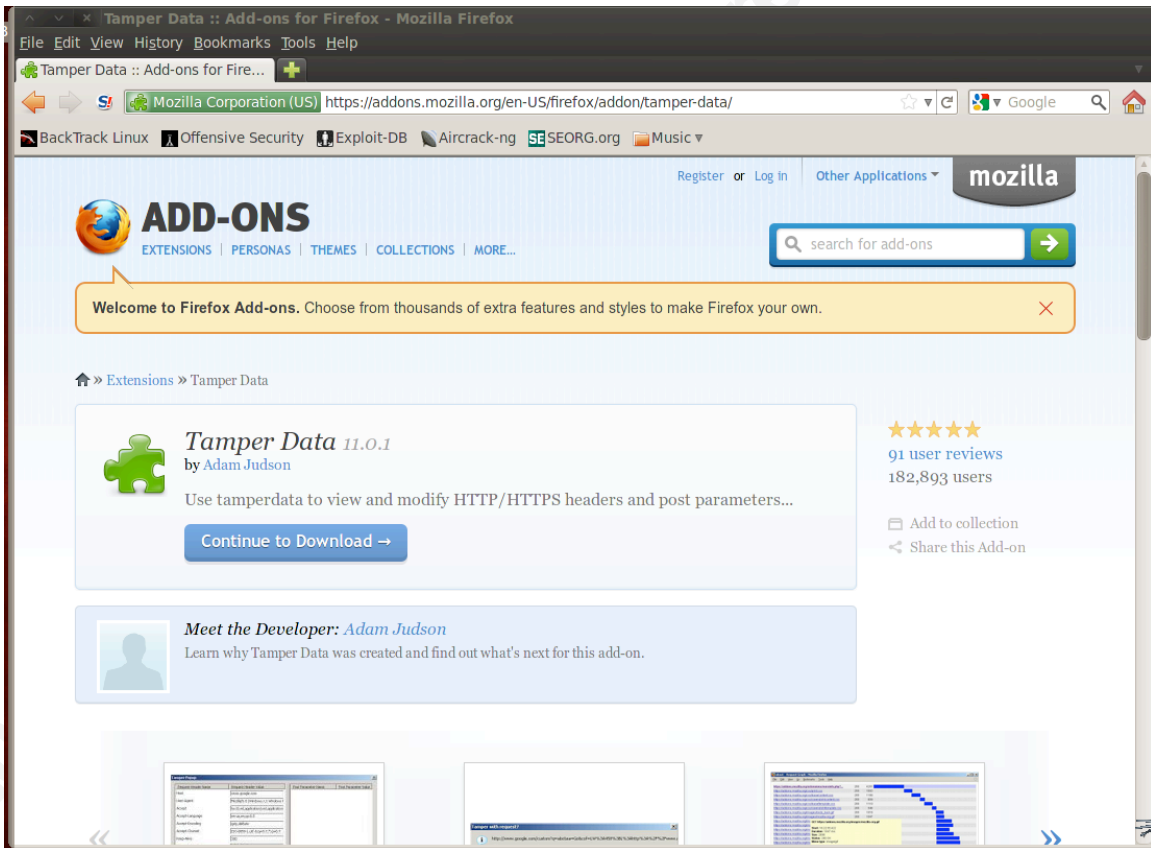 Tamper Data :: Add-ons for Firefox - Mozilla Firefox
File Edit View History Bookmarks Tools Help
Tamper Data :: Add-ons for Fire...
S! Mozilla Corporation (US) https://addons.mozilla.org/en-US/firefox/addon/tamper-data/ Google
BackTrack Linux Offensive Security Exploit-DB Aircrack-ng SE SEORG.org Music
Register or Log in Other Applications mozilla
ADD-ONS
EXTENSIONS | PERSONAS | THEMES | COLLECTIONS | MORE...
search for add-ons
Welcome to Firefox Add-ons. Choose from thousands of extra features and styles to make Firefox your own.
» Extensions » Tamper Data
Tamper Data 11.0.1
by Adam Judson
Use tamperdata to view and modify HTTP/HTTPS headers and post parameters...
Continue to Download →
91 user reviews
182,893 users
Add to collection
Share this Add-on
Meet the Developer: Adam Judson
Learn why Tamper Data was created and find out what's next for this add-on.
Tamper Popup
Tamper with request?
« »